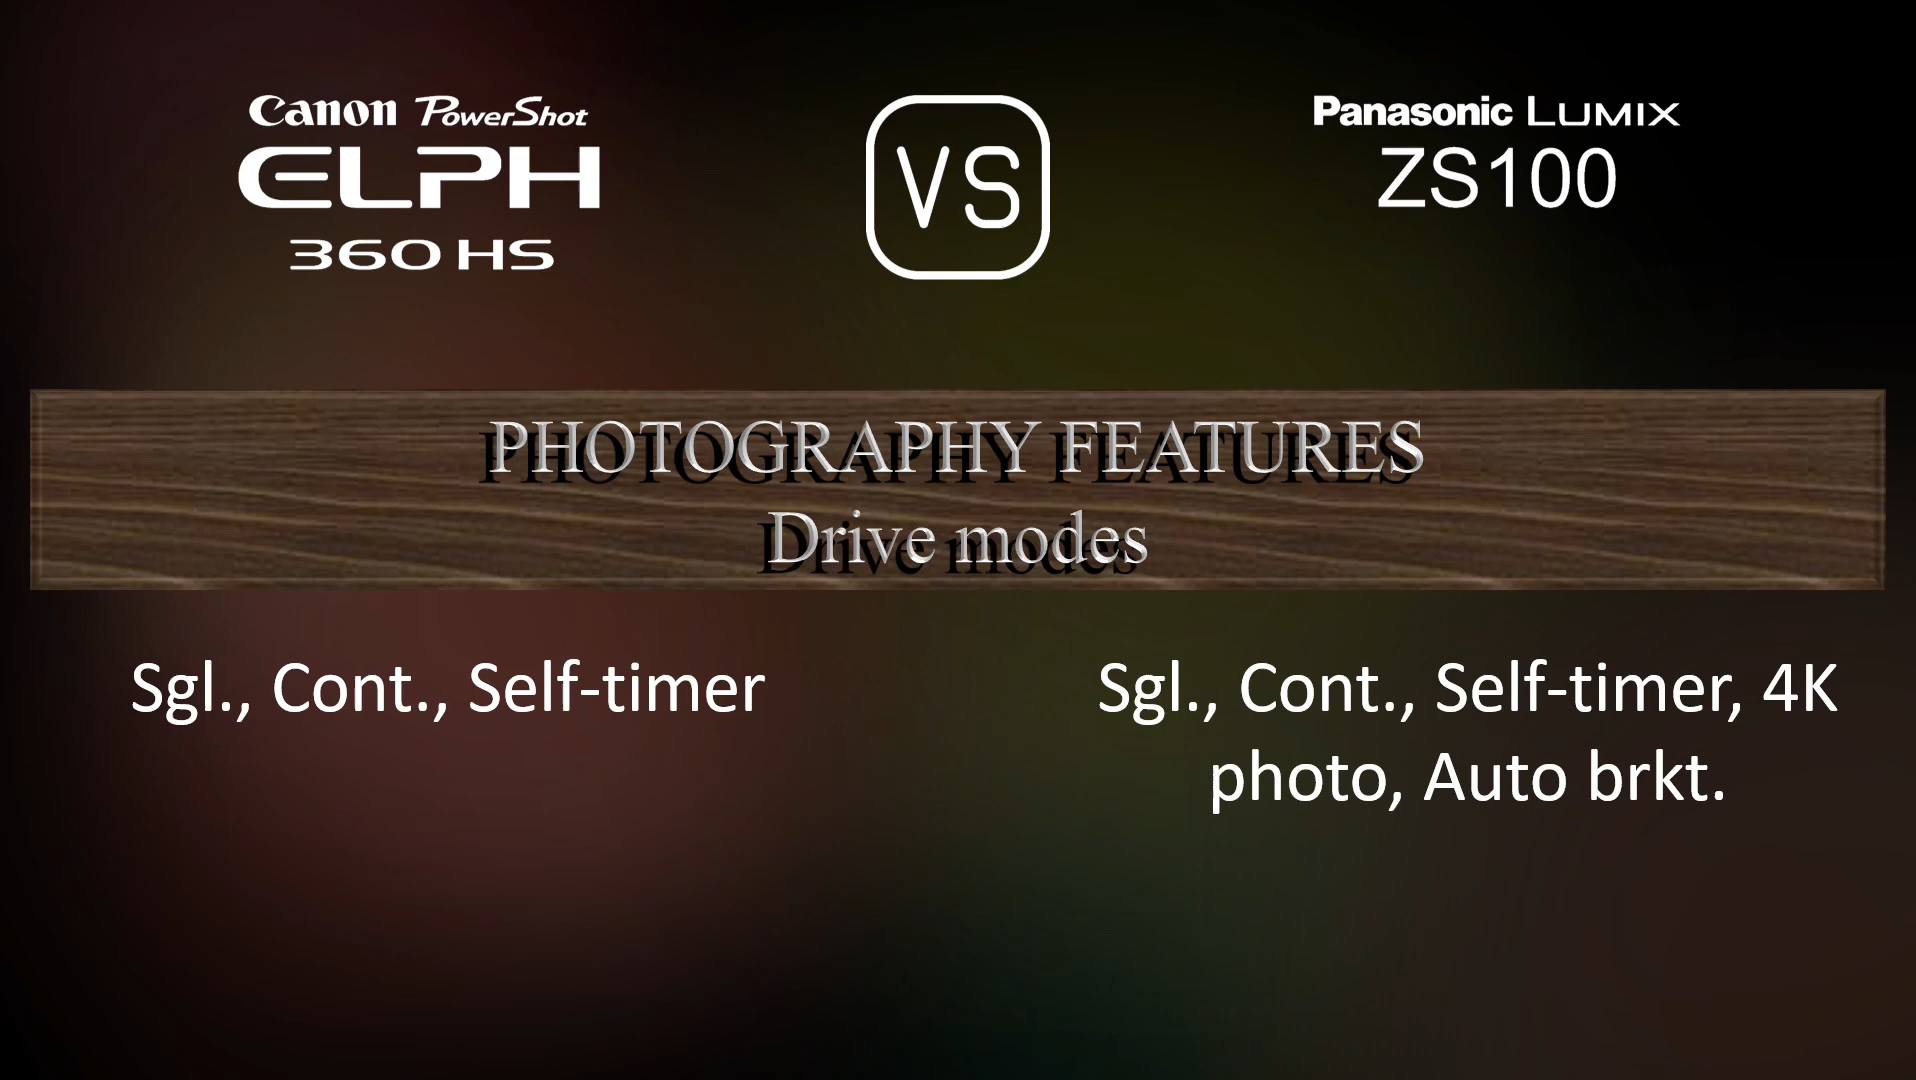 Canon PowerShot
ELPH
360 HS
VS
Panasonic LUMIX
ZS100
PHOTOGRAPHY FEATURES
Drive modes
Sgl., Cont., Self-timer
Sgl., Cont., Self-timer, 4K
photo, Auto brkt.